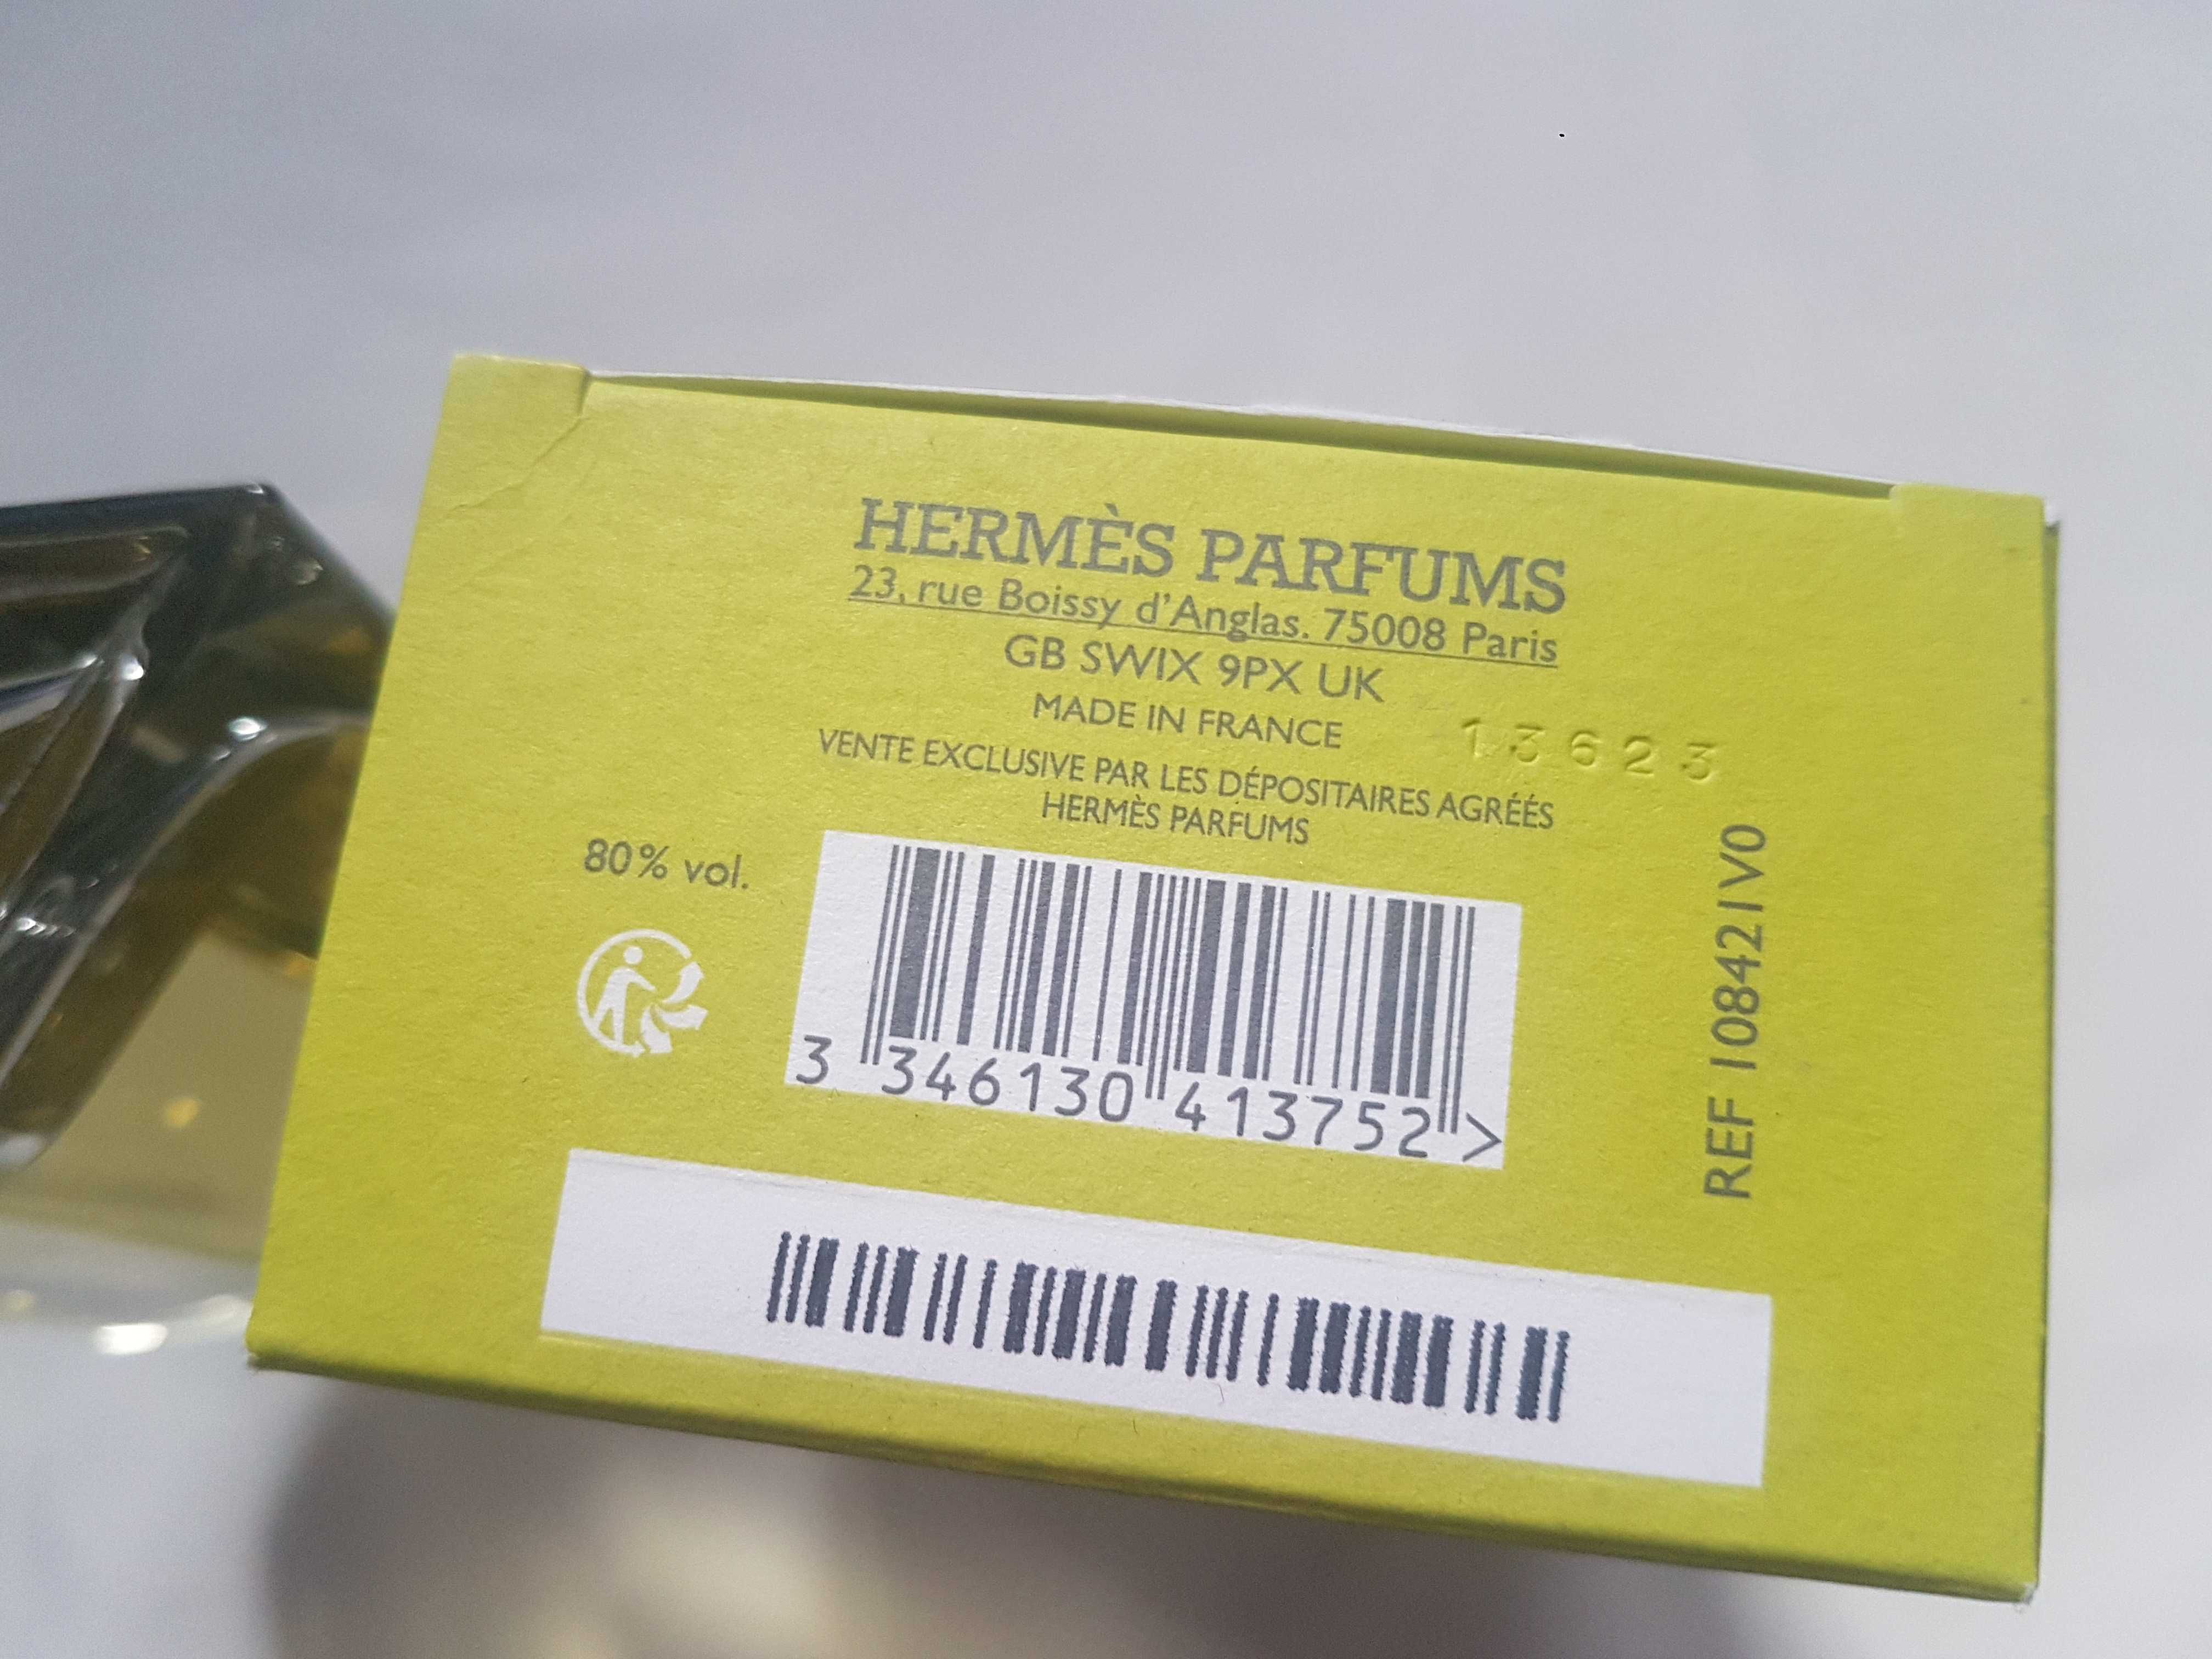 HERMÈS PARFUMS
23, rue Boissy d'Anglas. 75008 Paris
GB SW1X 9PX UK
MADE IN FRANCE
13623
VENTE EXCLUSIVE PAR LES DÉPOSITAIRES AGRÉÉS
HERMÈS PARFUMS
80% vol.
3 346130 413752 >
REF 10842IV0